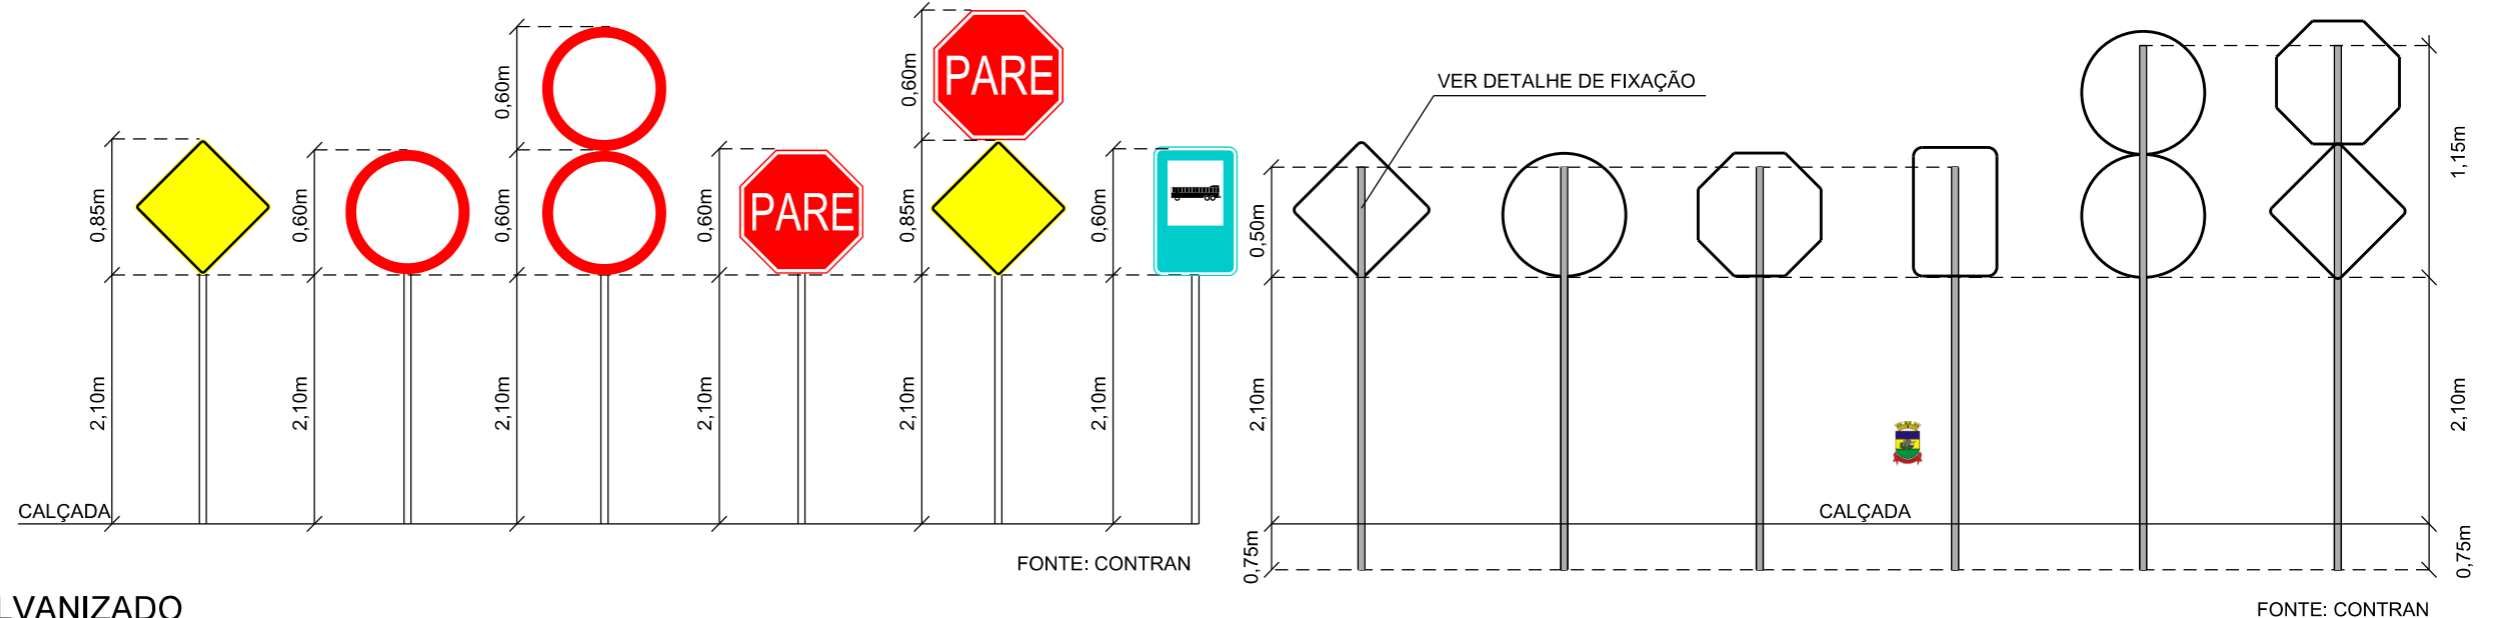 0,60m
0,60m
PARE
VER DETALHE DE FIXAÇÃO
0,85m
0,60m
0,60m
0,60m
PARE
0,85m
0,60m
0,50m
1,15m
2,10m
2,10m
2,10m
2,10m
2,10m
2,10m
2,10m
2,10m
CALÇADA
CALÇADA
FONTE: CONTRAN
0,75m
0,75m
LVANIZADO
FONTE: CONTRAN